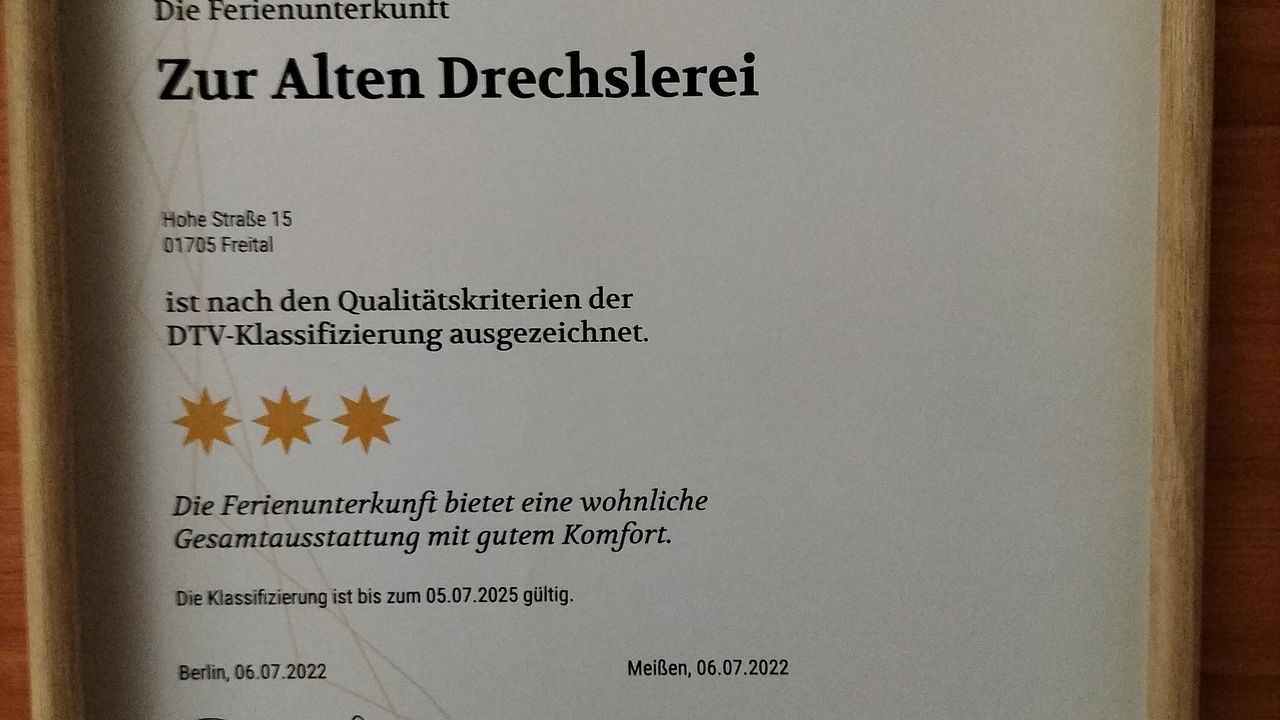 Die Ferienunterkunft
Zur Alten Drechslerei
Hohe Straße 15
01705 Freital
ist nach den Qualitätskriterien der
DTV-Klassifizierung ausgezeichnet.
Die Ferienunterkunft bietet eine wohnliche
Gesamtausstattung mit gutem Komfort.
Die Klassifizierung ist bis zum 05.07.2025 gültig.
Berlin, 06.07.2022
Meißen, 06.07.2022